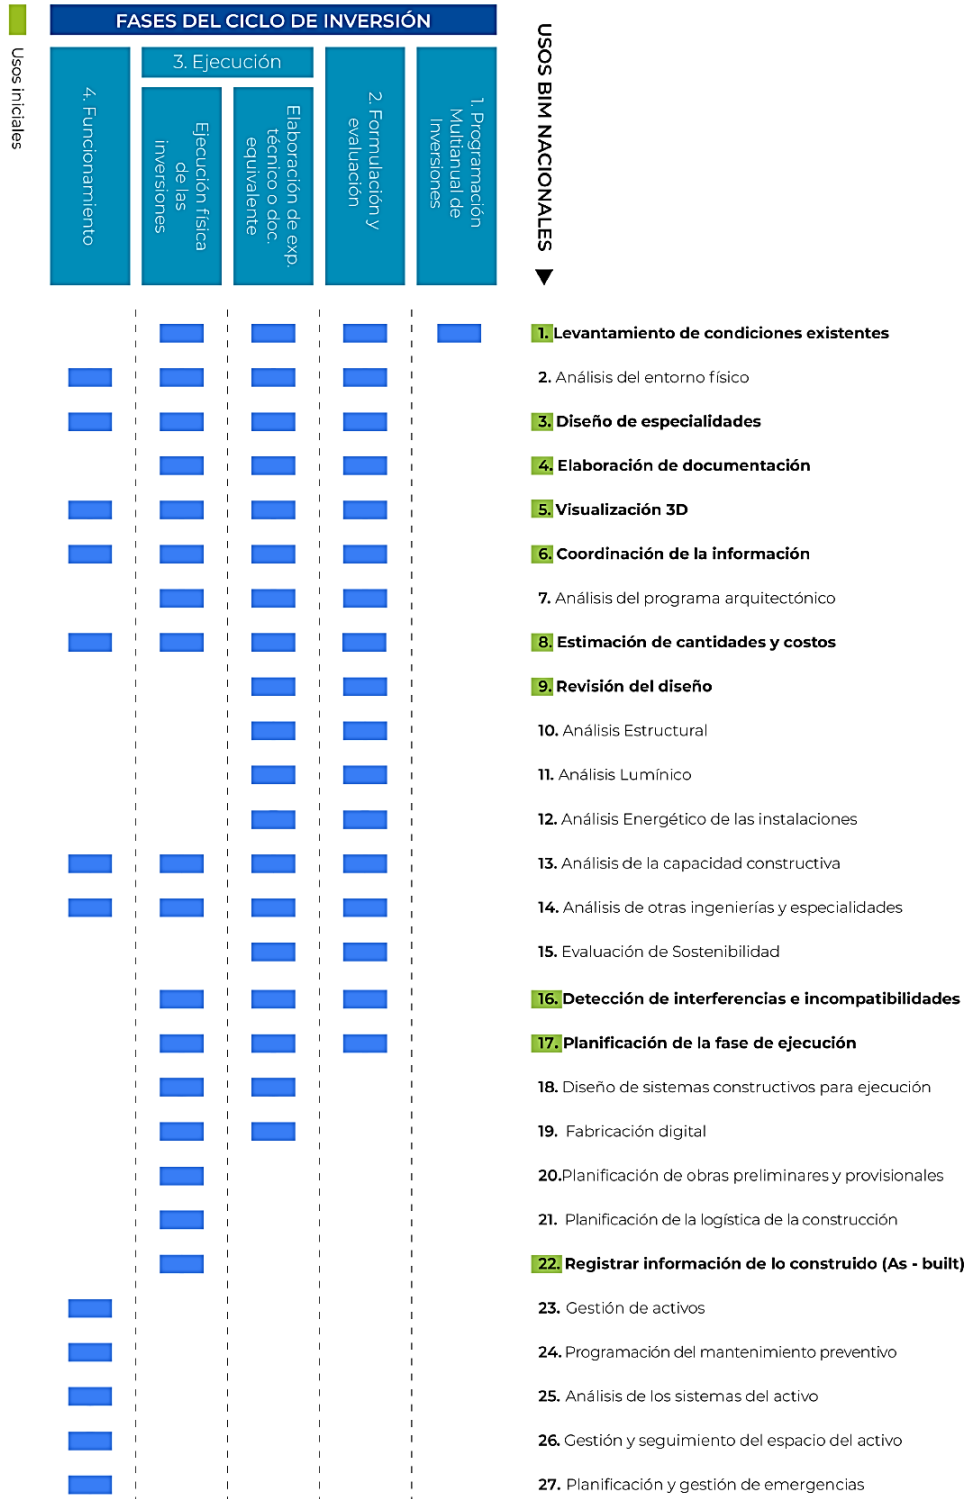 Usos iniciales
FASES DEL CICLO DE INVERSIÓN
4. Funcionamiento
3. Ejecución
Ejecución física
de las
inversiones
Elaboración de exp.
técnico o doc.
equivalente
2. Formulación y
evaluación
1. Programación
Multianual de
Inversiones
USOS BIM NACIONALES
1. Levantamiento de condiciones existentes
2. Análisis del entorno físico
3. Diseño de especialidades
4. Elaboración de documentación
5. Visualización 3D
6. Coordinación de la información
7. Análisis del programa arquitectónico
8. Estimación de cantidades y costos
9. Revisión del diseño
10. Análisis Estructural
11. Análisis Lumínico
12. Análisis Energético de las instalaciones
13. Análisis de la capacidad constructiva
14. Análisis de otras ingenierías y especialidades
15. Evaluación de Sostenibilidad
16. Detección de interferencias e incompatibilidades
17. Planificación de la fase de ejecución
18. Diseño de sistemas constructivos para ejecución
19. Fabricación digital
20.Planificación de obras preliminares y provisionales
21. Planificación de la logística de la construcción
22. Registrar información de lo construido (As - built)
23. Gestión de activos
24. Programación del mantenimiento preventivo
25. Análisis de los sistemas del activo
26. Gestión y seguimiento del espacio del activo
27. Planificación y gestión de emergencias